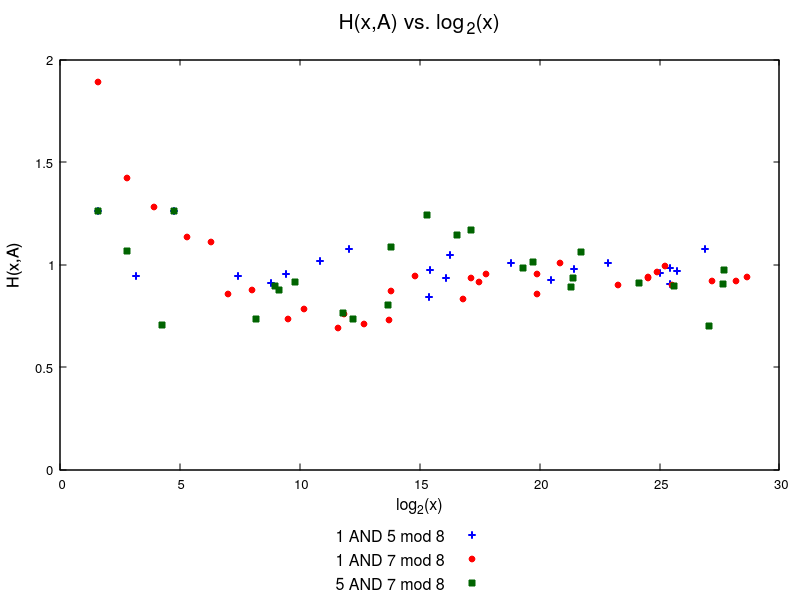 H(x,A) vs. log2(x)
2
1.5
1
0.5
0
H(x,A)
0 5 10 15 20 25 30
log2(x)
1 AND 5 mod 8
1 AND 7 mod 8
5 AND 7 mod 8